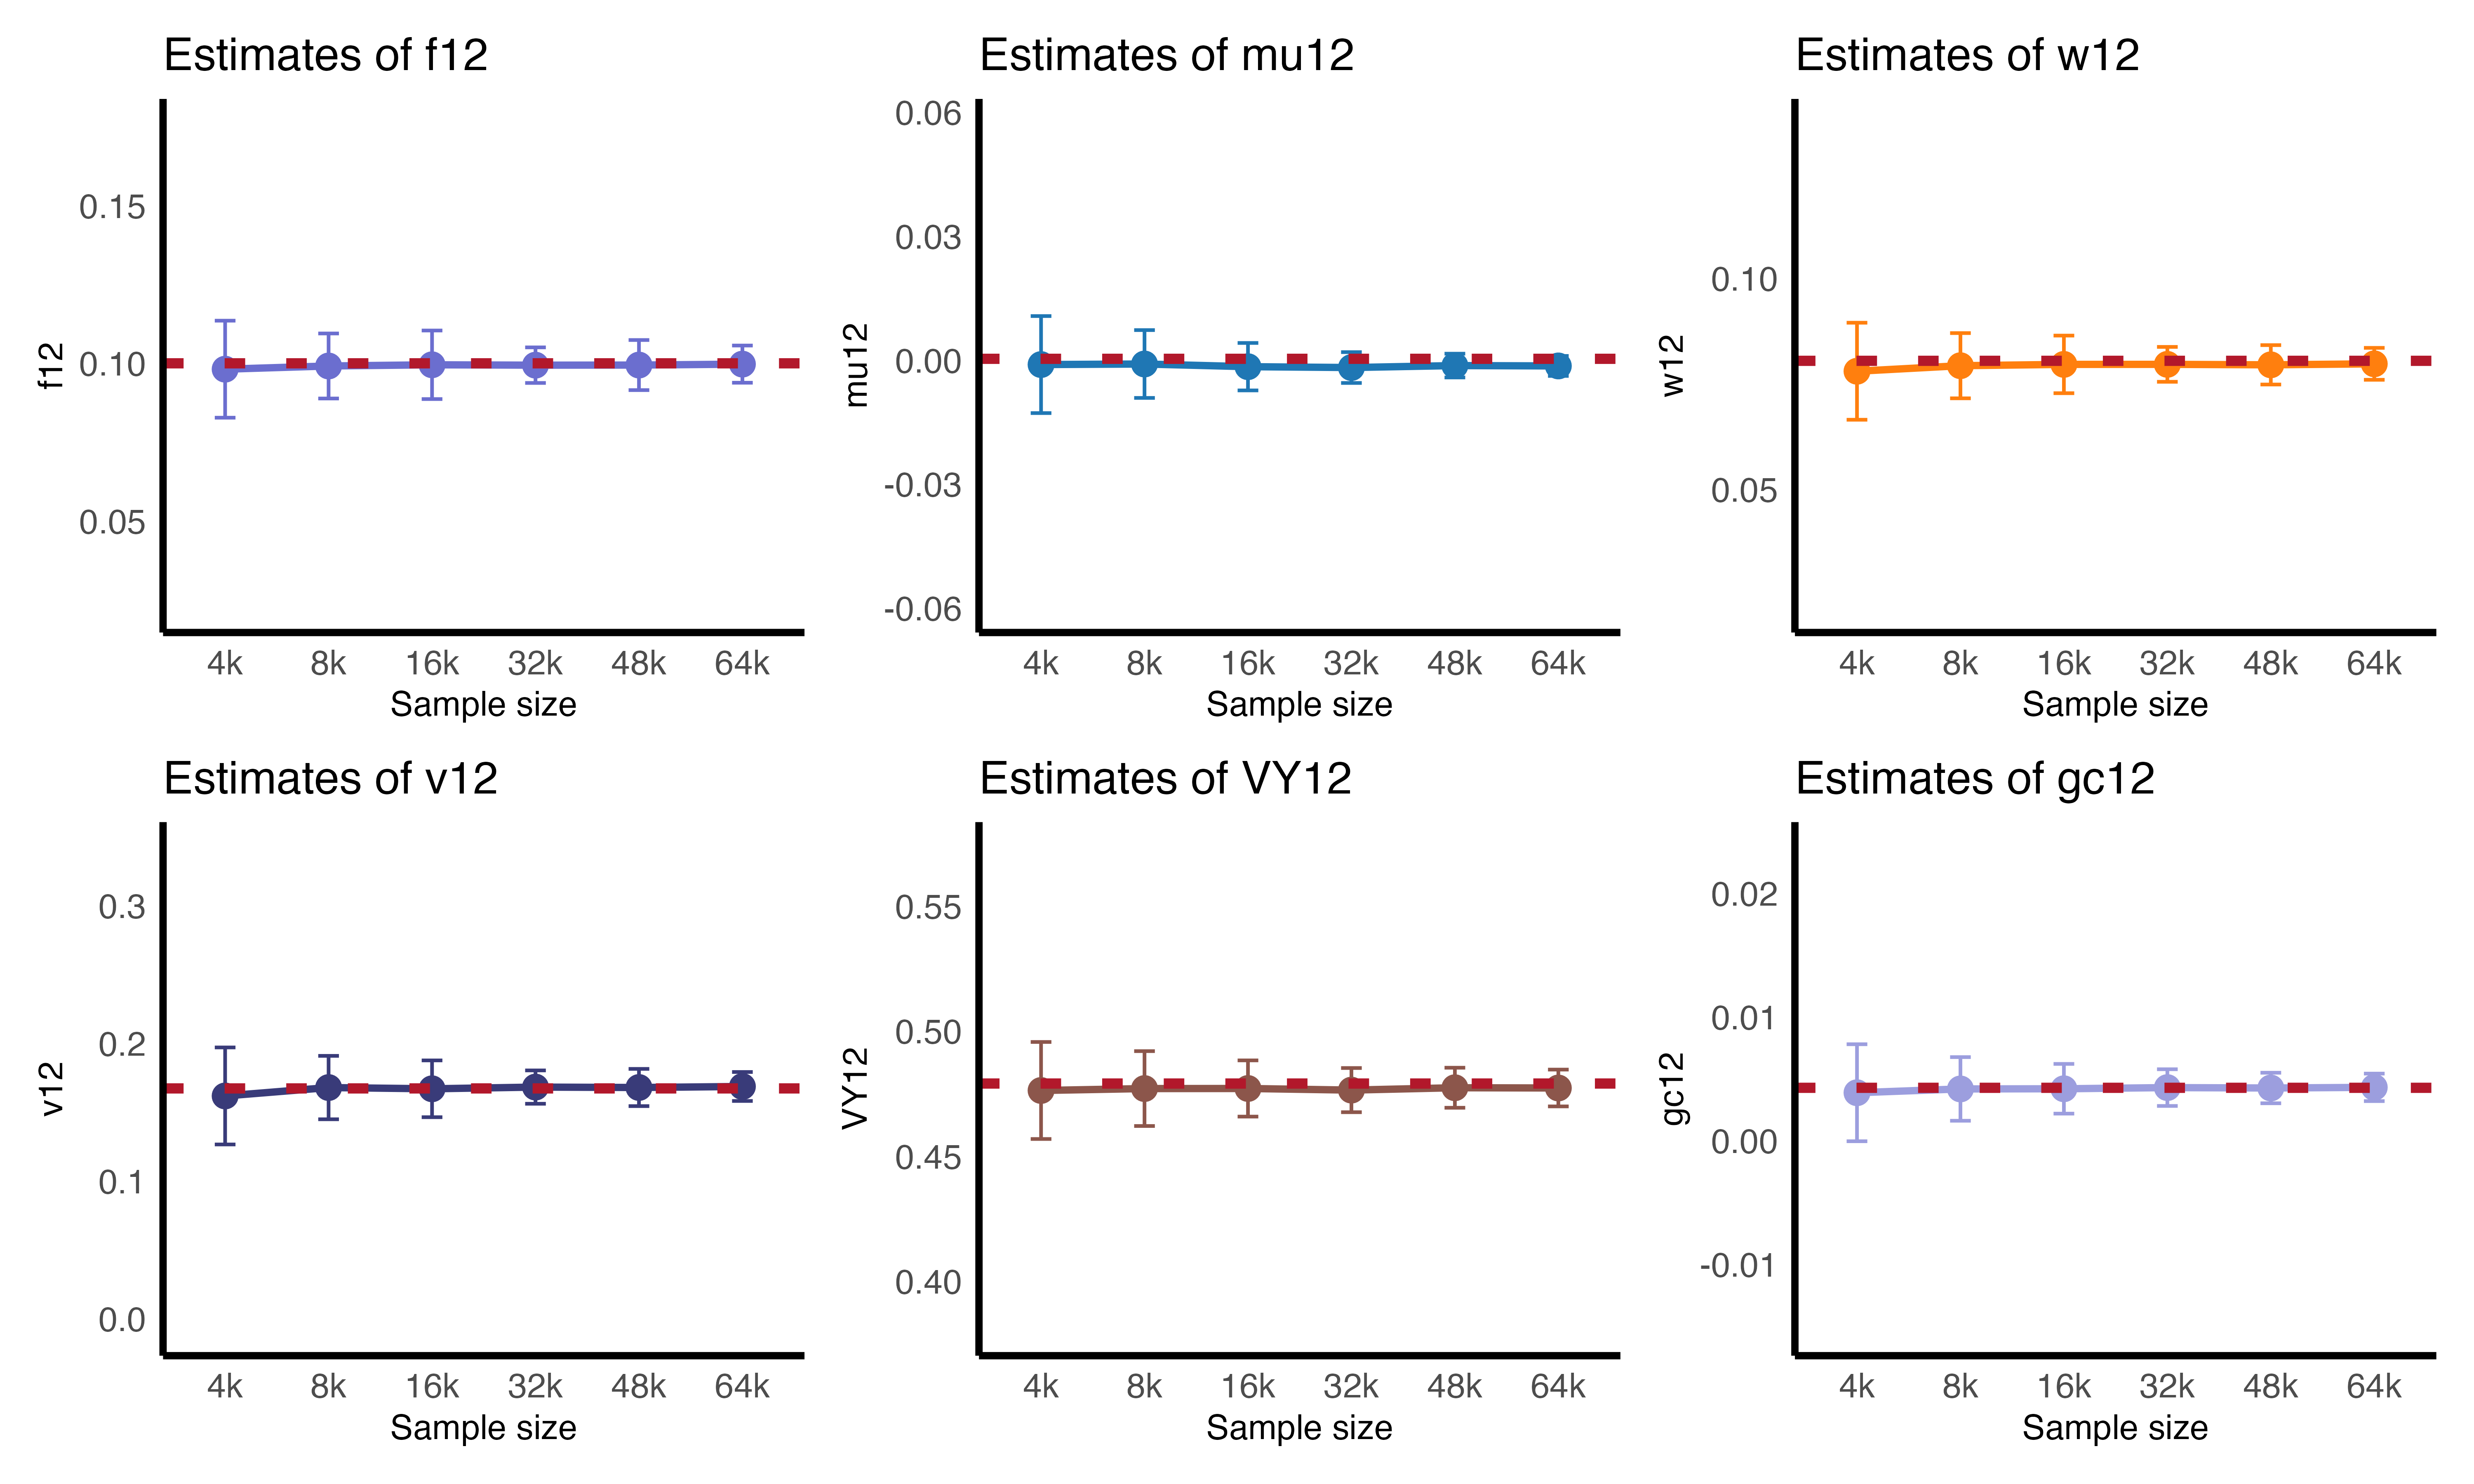 Estimates of f12
f12
0.15
0.10
0.05
4k 8k 16k 32k 48k 64k
Sample size
Estimates of mu12
mu12
0.06
0.03
0.00
-0.03
-0.06
4k 8k 16k 32k 48k 64k
Sample size
Estimates of w12
w12
0.10
0.05
4k 8k 16k 32k 48k 64k
Sample size
Estimates of v12
v12
0.3
0.2
0.1
0.0
4k 8k 16k 32k 48k 64k
Sample size
Estimates of VY12
VY12
0.55
0.50
0.45
0.40
4k 8k 16k 32k 48k 64k
Sample size
Estimates of gc12
gc12
0.02
0.01
0.00
-0.01
4k 8k 16k 32k 48k 64k
Sample size